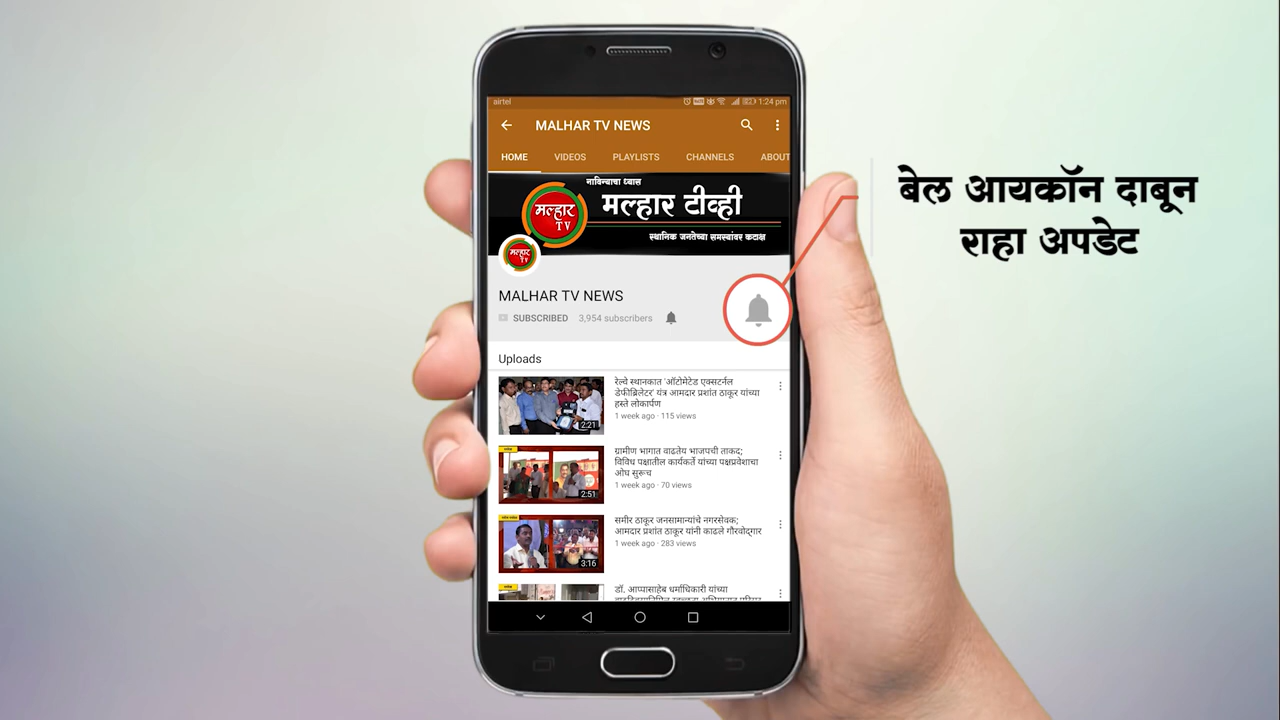 airtel
1:24 pm
MALHAR TV NEWS
HOME VIDEOS PLAYLISTS CHANNELS ABOUT
नाविन्याचा ध्यास
मल्हार टीव्ही
मल्हार
TV
स्थानिक जनतेच्या समस्यांवर कटाक्ष
मल्हार
TV
MALHAR TV NEWS
SUBSCRIBED 3,954 subscribers
बेल आयकॉन दाबून
राहा अपडेट
Uploads
रेल्वे स्थानकात 'ऑटोमेटेड एक्सटर्नल
डेफीब्रिलेटर' यंत्र आमदार प्रशांत ठाकूर यांच्या
हस्ते लोकार्पण
1 week ago · 115 views
2:21
ग्रामीण भागात वाढतेय भाजपची ताकद;
विविध पक्षातील कार्यकर्ते यांच्या पक्षप्रवेशाचा
ओघ सुरूच
1 week ago · 70 views
2:51
समीर ठाकूर जनसामान्यांचे नगरसेवक;
आमदार प्रशांत ठाकूर यांनी काढले गौरवोद्गार
1 week ago · 283 views
3:16
डॉ. आप्पासाहेब धर्माधिकारी यांच्या